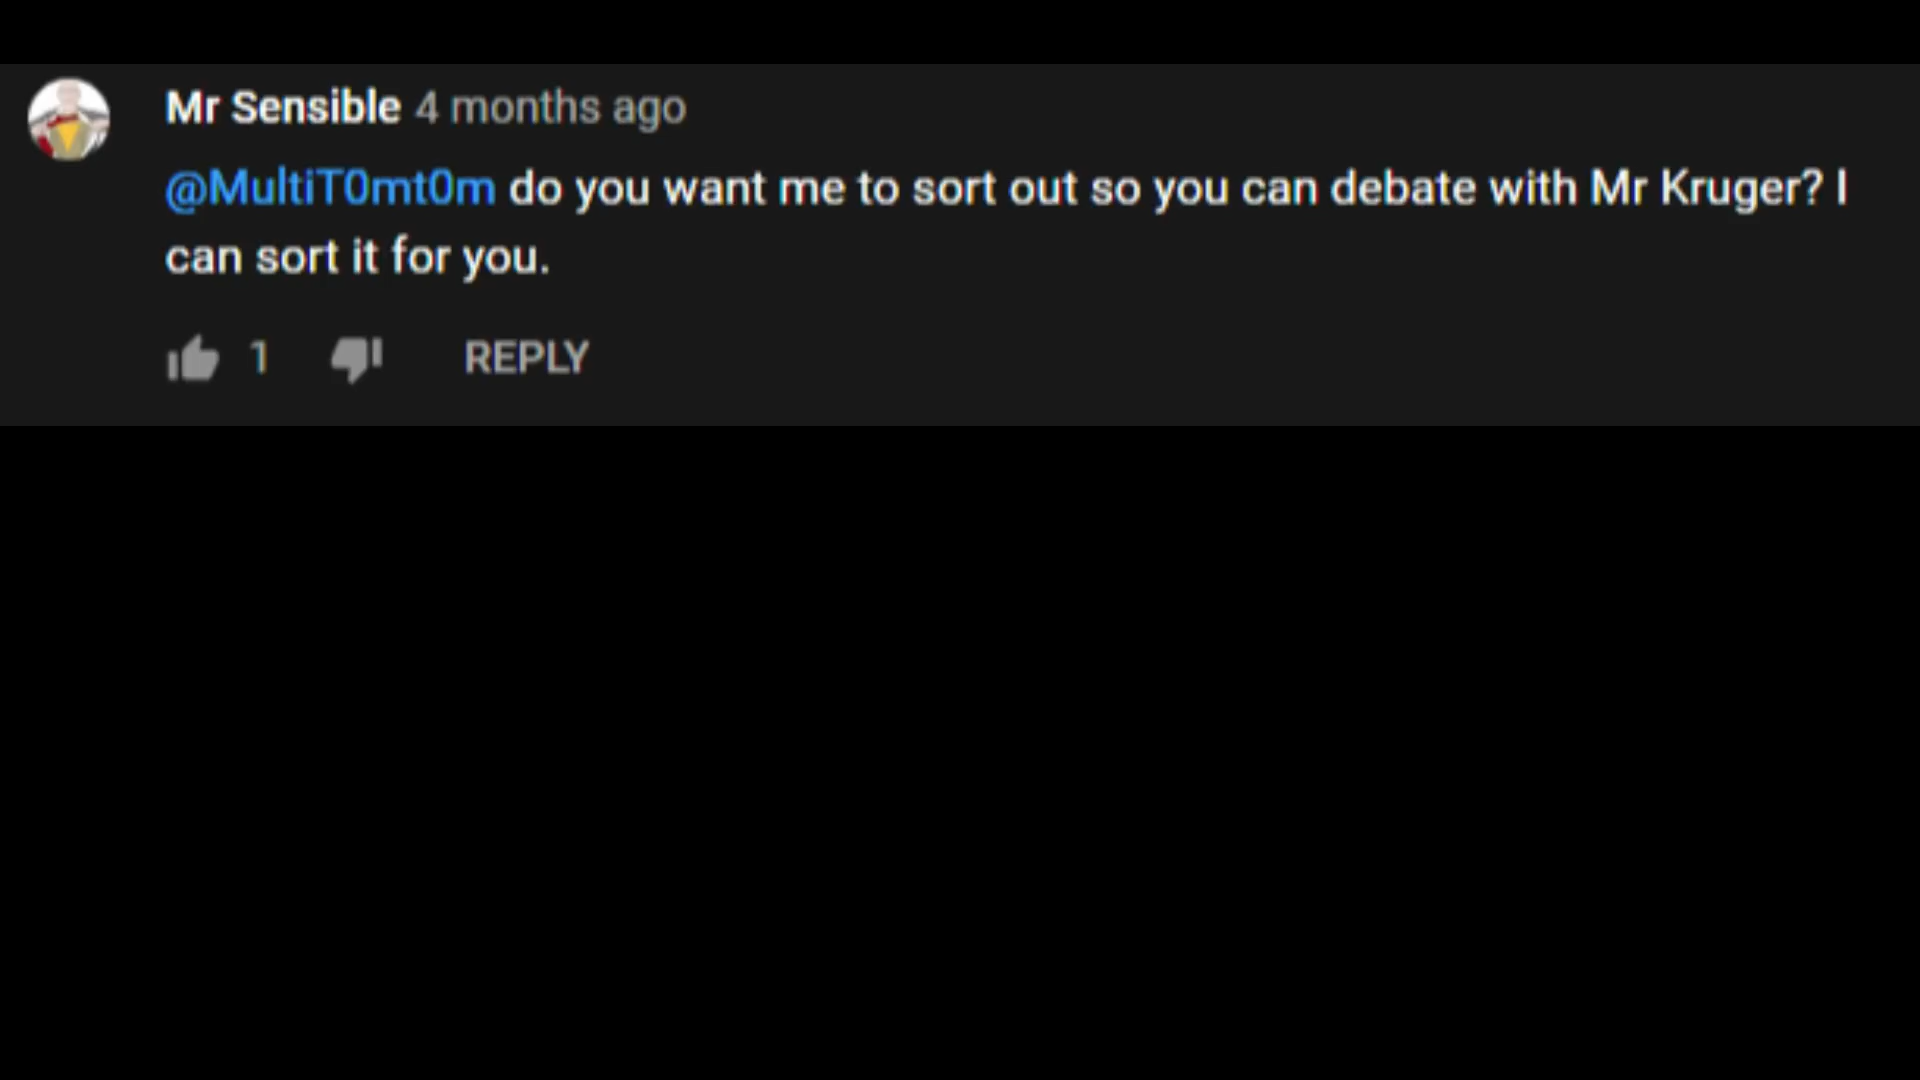 Mr Sensible 4 months ago
@MultiT0mt0m do you want me to sort out so you can debate with Mr Kruger? I
can sort it for you.
1 REPLY